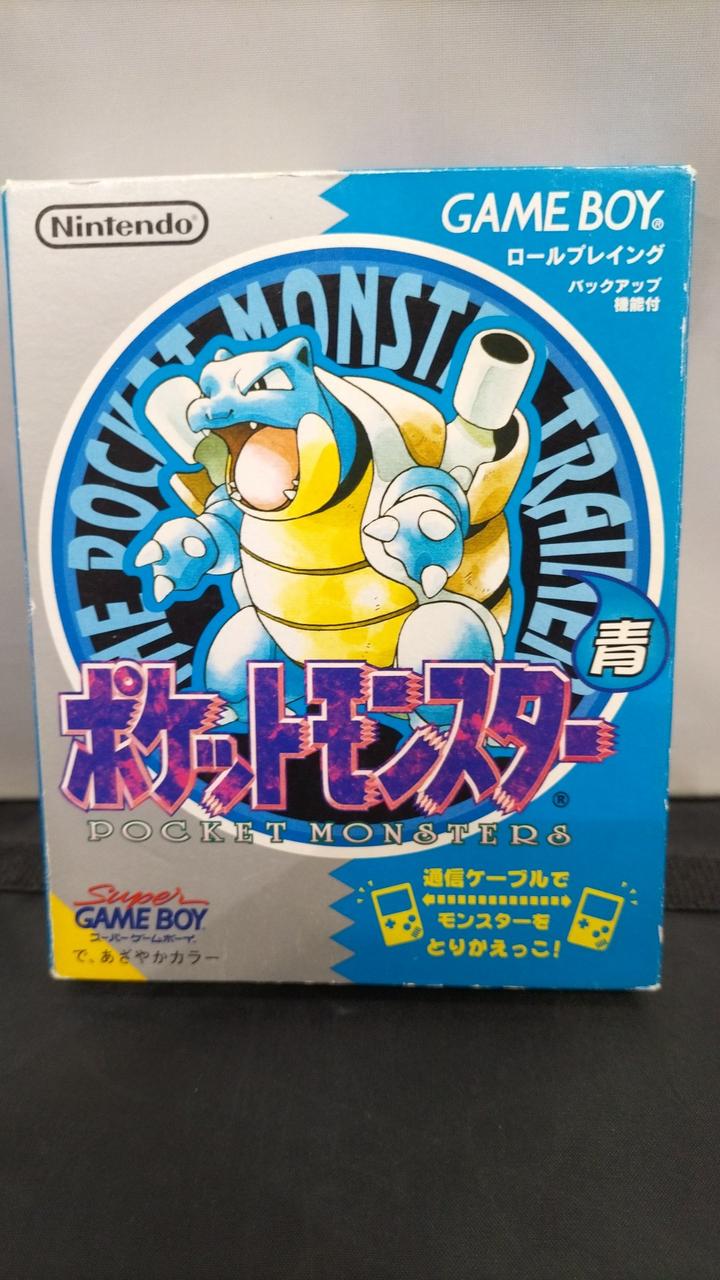 Nintendo®
GAME BOY®
ロールプレイング
バックアップ
機能付
THE POCKET MONSTER TRAINER
青
ポケットモンスター®
POCKET MONSTERS
Super
GAME BOY
スーパーゲームボーイ
で、あざやかカラー
通信ケーブルで
モンスターを
とりかえっこ!